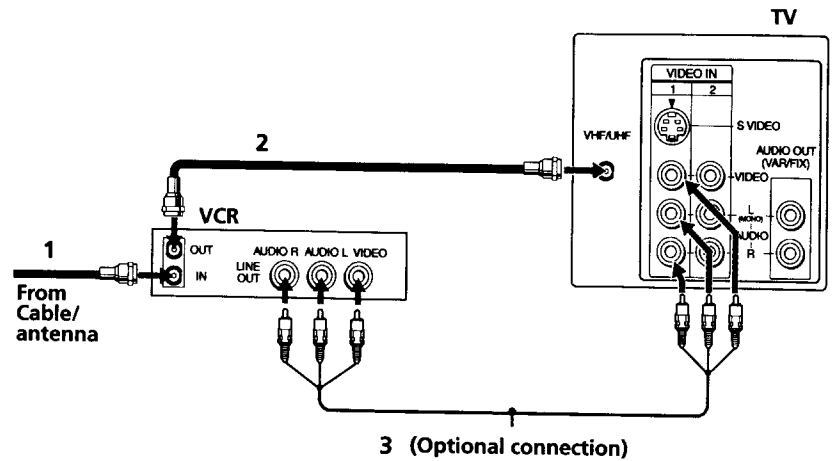 TV
VIDEO IN
1 2
S VIDEO
VHF/UHF
AUDIO OUT
(VAR/FIX)
VIDEO
L
(MONO)
AUDIO
R
2
VCR
1
OUT
IN
AUDIO R AUDIO L VIDEO
LINE
OUT
From
Cable/
antenna
3 (Optional connection)